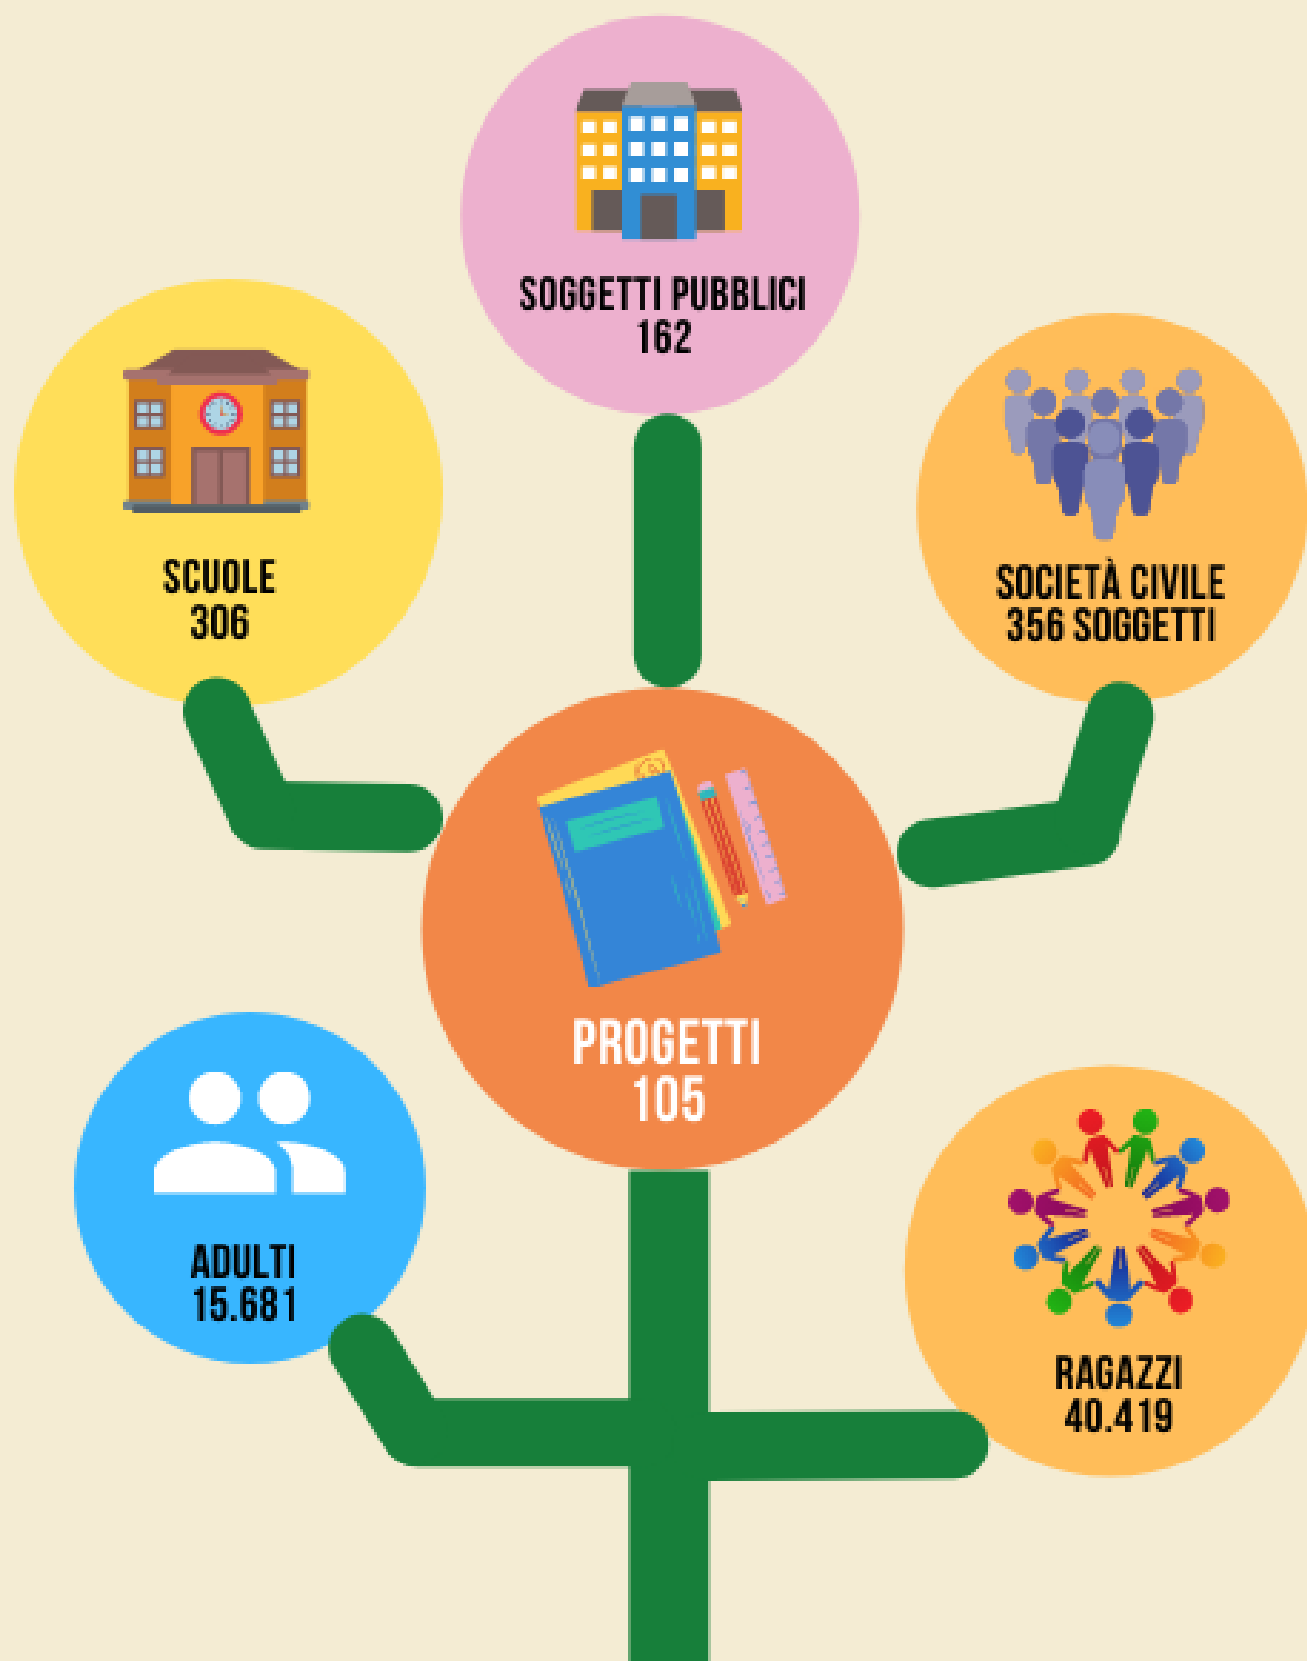 SOGGETTI PUBBLICI
162
SCUOLE
306
SOCIETÀ CIVILE
356 SOGGETTI
PROGETTI
105
ADULTI
15.681
RAGAZZI
40.419